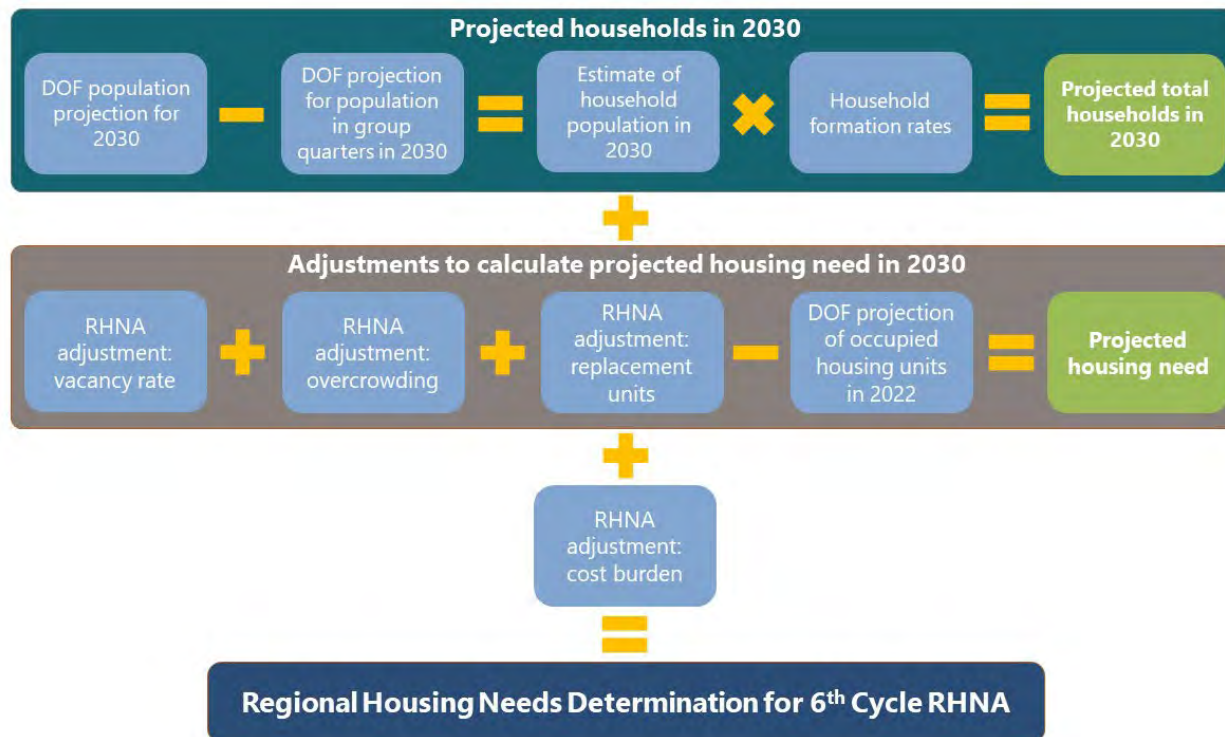 Projected households in 2030
DOF population
projection for
2030
DOF projection
for population
in group
quarters in 2030
Estimate of
household
population in
2030
Household
formation rates
Projected total
households in
2030
Adjustments to calculate projected housing need in 2030
RHNA
adjustment:
vacancy rate
RHNA
adjustment:
overcrowding
RHNA
adjustment:
replacement
units
DOF projection
of occupied
housing units
in 2022
Projected
housing need
RHNA
adjustment:
cost burden
Regional Housing Needs Determination for 6th Cycle RHNA